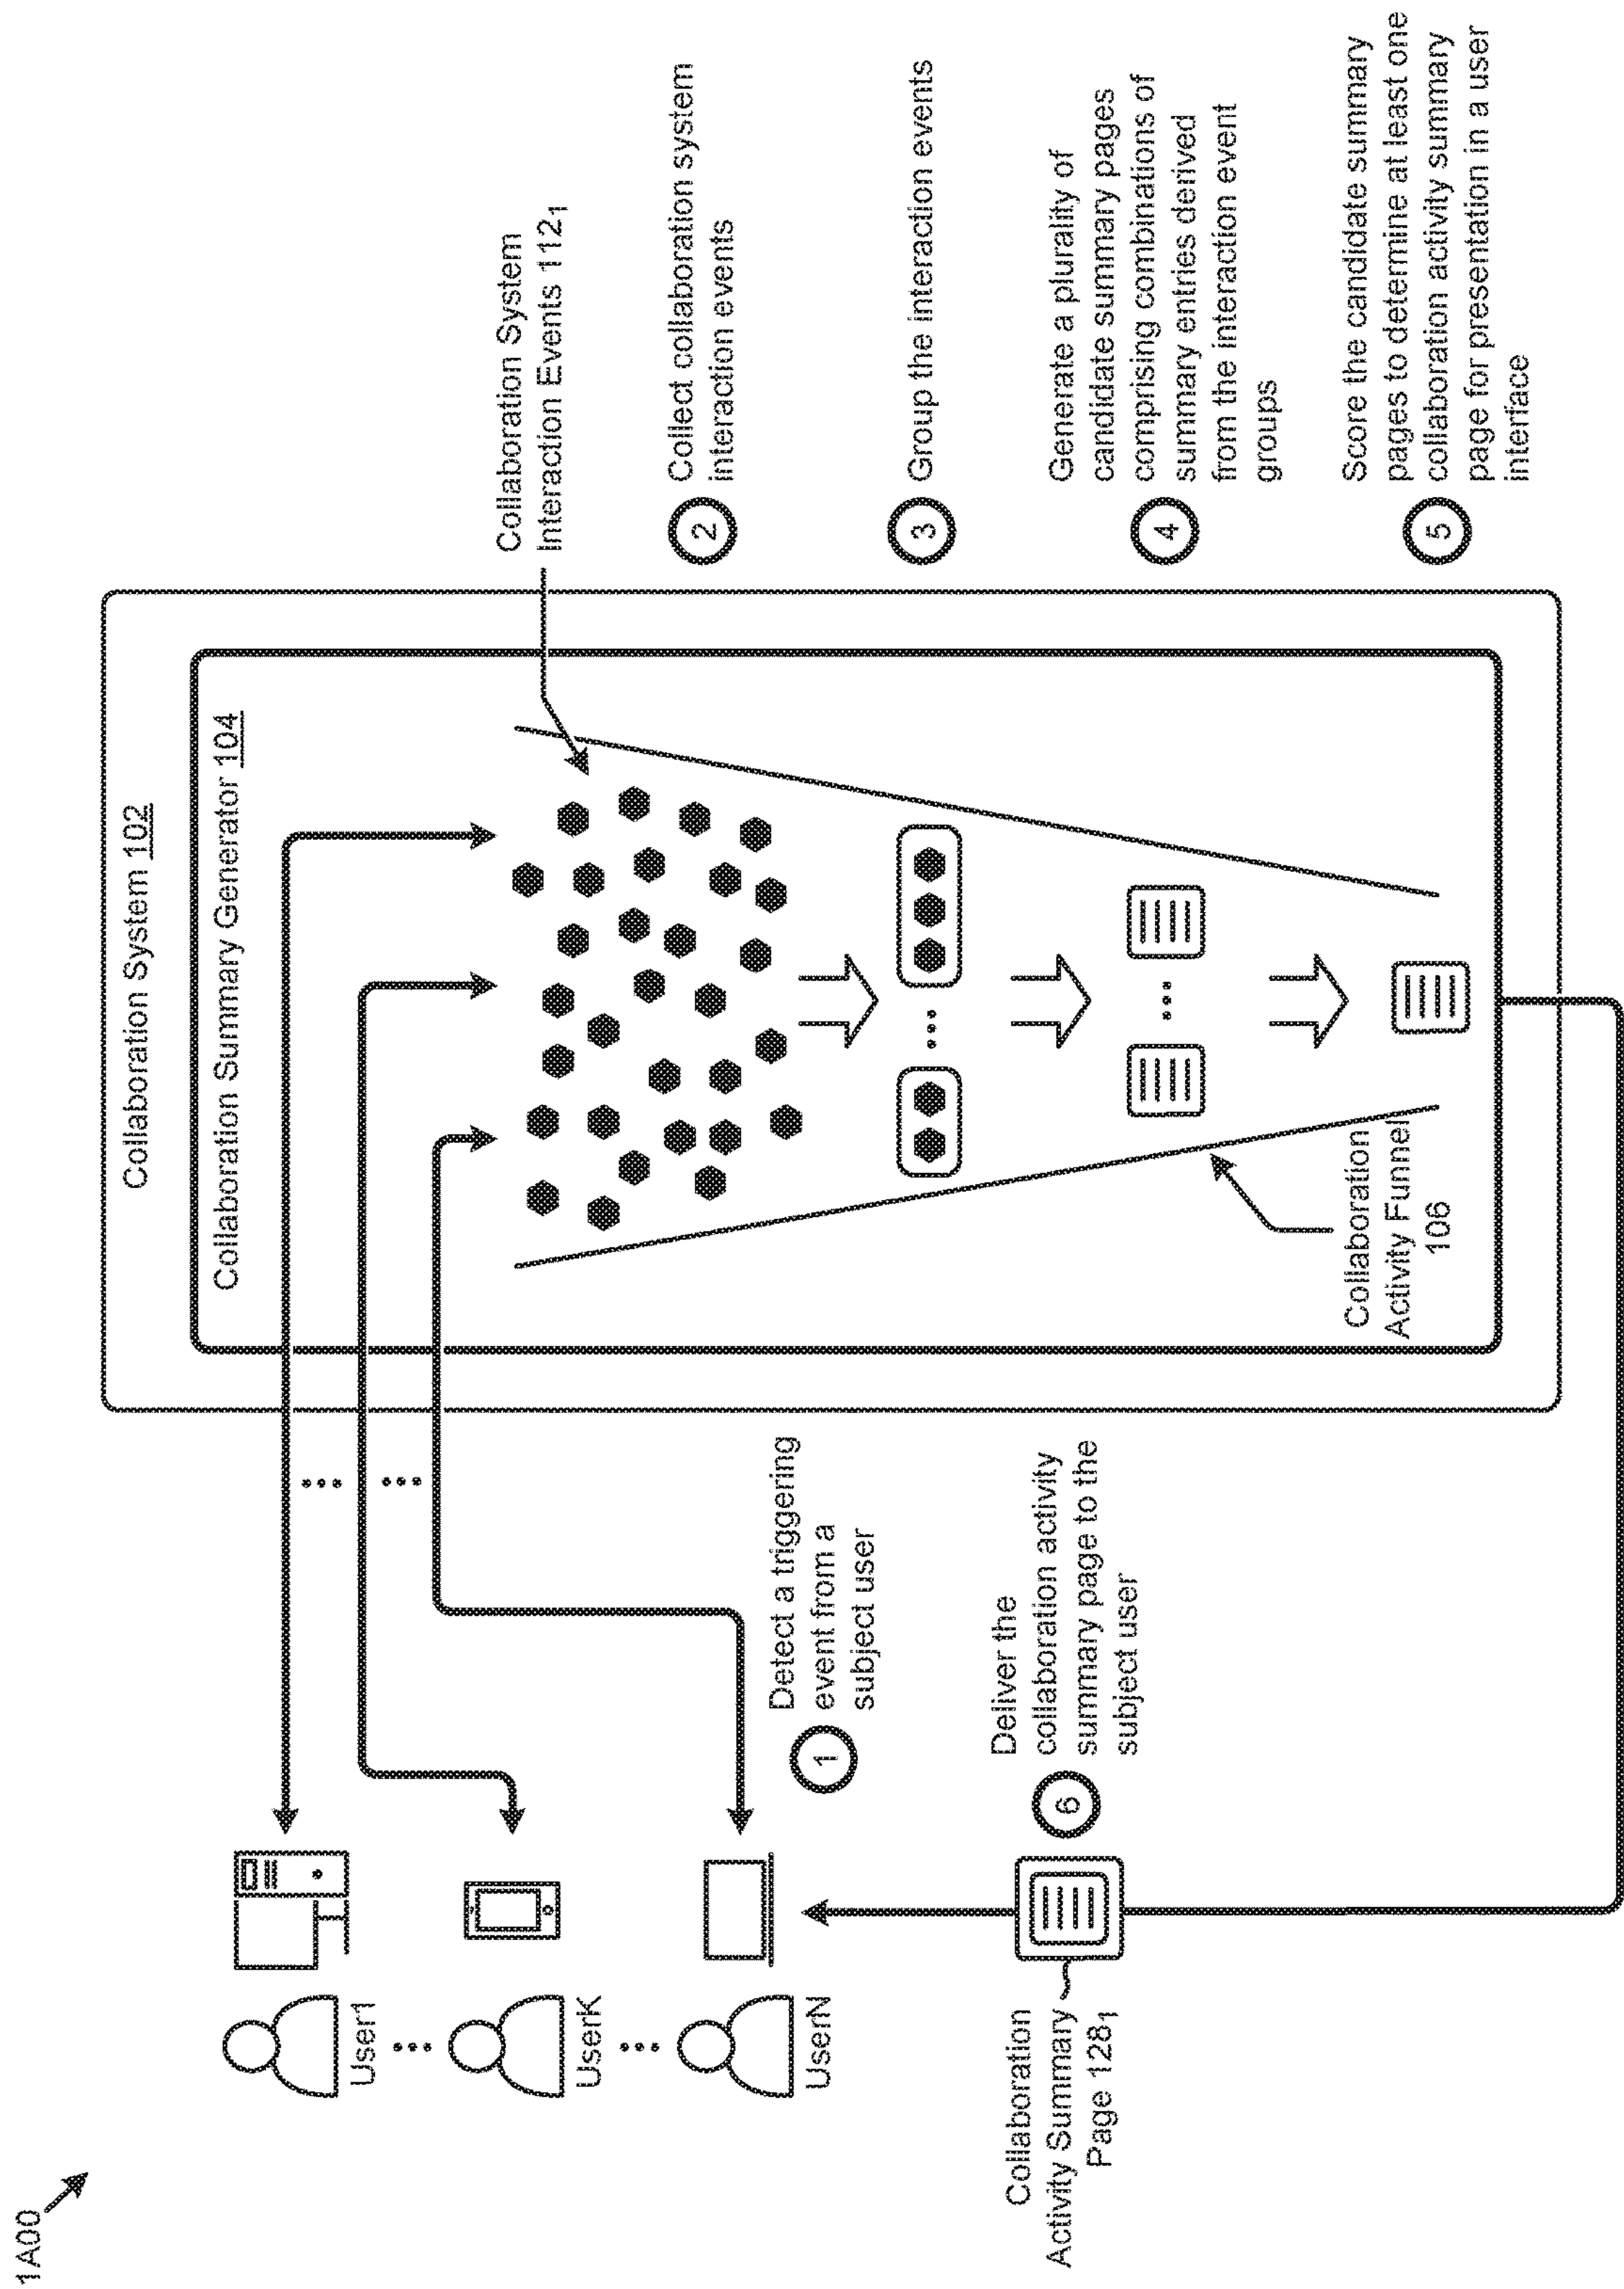 1A00
Collaboration System 102
Collaboration Summary Generator 104
Collaboration System
Interaction Events 112₁
User1
UserK
UserN
1
Detect a triggering
event from a
subject user
2
Collect collaboration system
interaction events
3
Group the interaction events
4
Generate a plurality of
candidate summary pages
comprising combinations of
summary entries derived
from the interaction event
groups
5
Score the candidate summary
pages to determine at least one
collaboration activity summary
page for presentation in a user
interface
6
Deliver the
collaboration activity
summary page to the
subject user
Collaboration
Activity Summary
Page 128₁
Collaboration
Activity Funnel
106